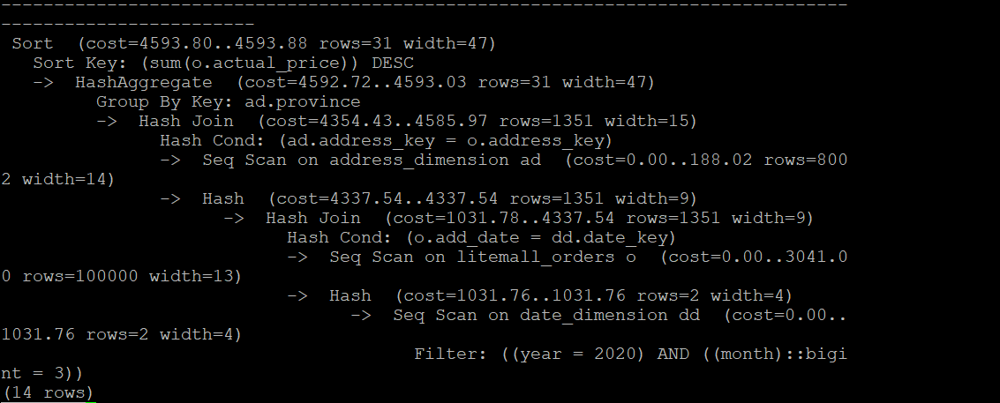 --------------------------------------------------------------------------------
------------------------
 Sort  (cost=4593.80..4593.88 rows=31 width=47)
   Sort Key: (sum(o.actual_price)) DESC
   ->  HashAggregate  (cost=4592.72..4593.03 rows=31 width=47)
         Group By Key: ad.province
         ->  Hash Join  (cost=4354.43..4585.97 rows=1351 width=15)
               Hash Cond: (ad.address_key = o.address_key)
               ->  Seq Scan on address_dimension ad  (cost=0.00..188.02 rows=800
2 width=14)
               ->  Hash  (cost=4337.54..4337.54 rows=1351 width=9)
                     ->  Hash Join  (cost=1031.78..4337.54 rows=1351 width=9)
                           Hash Cond: (o.add_date = dd.date_key)
                           ->  Seq Scan on litemall_orders o  (cost=0.00..3041.0
0 rows=100000 width=13)
                           ->  Hash  (cost=1031.76..1031.76 rows=2 width=4)
                                 ->  Seq Scan on date_dimension dd  (cost=0.00..
1031.76 rows=2 width=4)
                                       Filter: ((year = 2020) AND ((month)::bigi
nt = 3))
(14 rows)